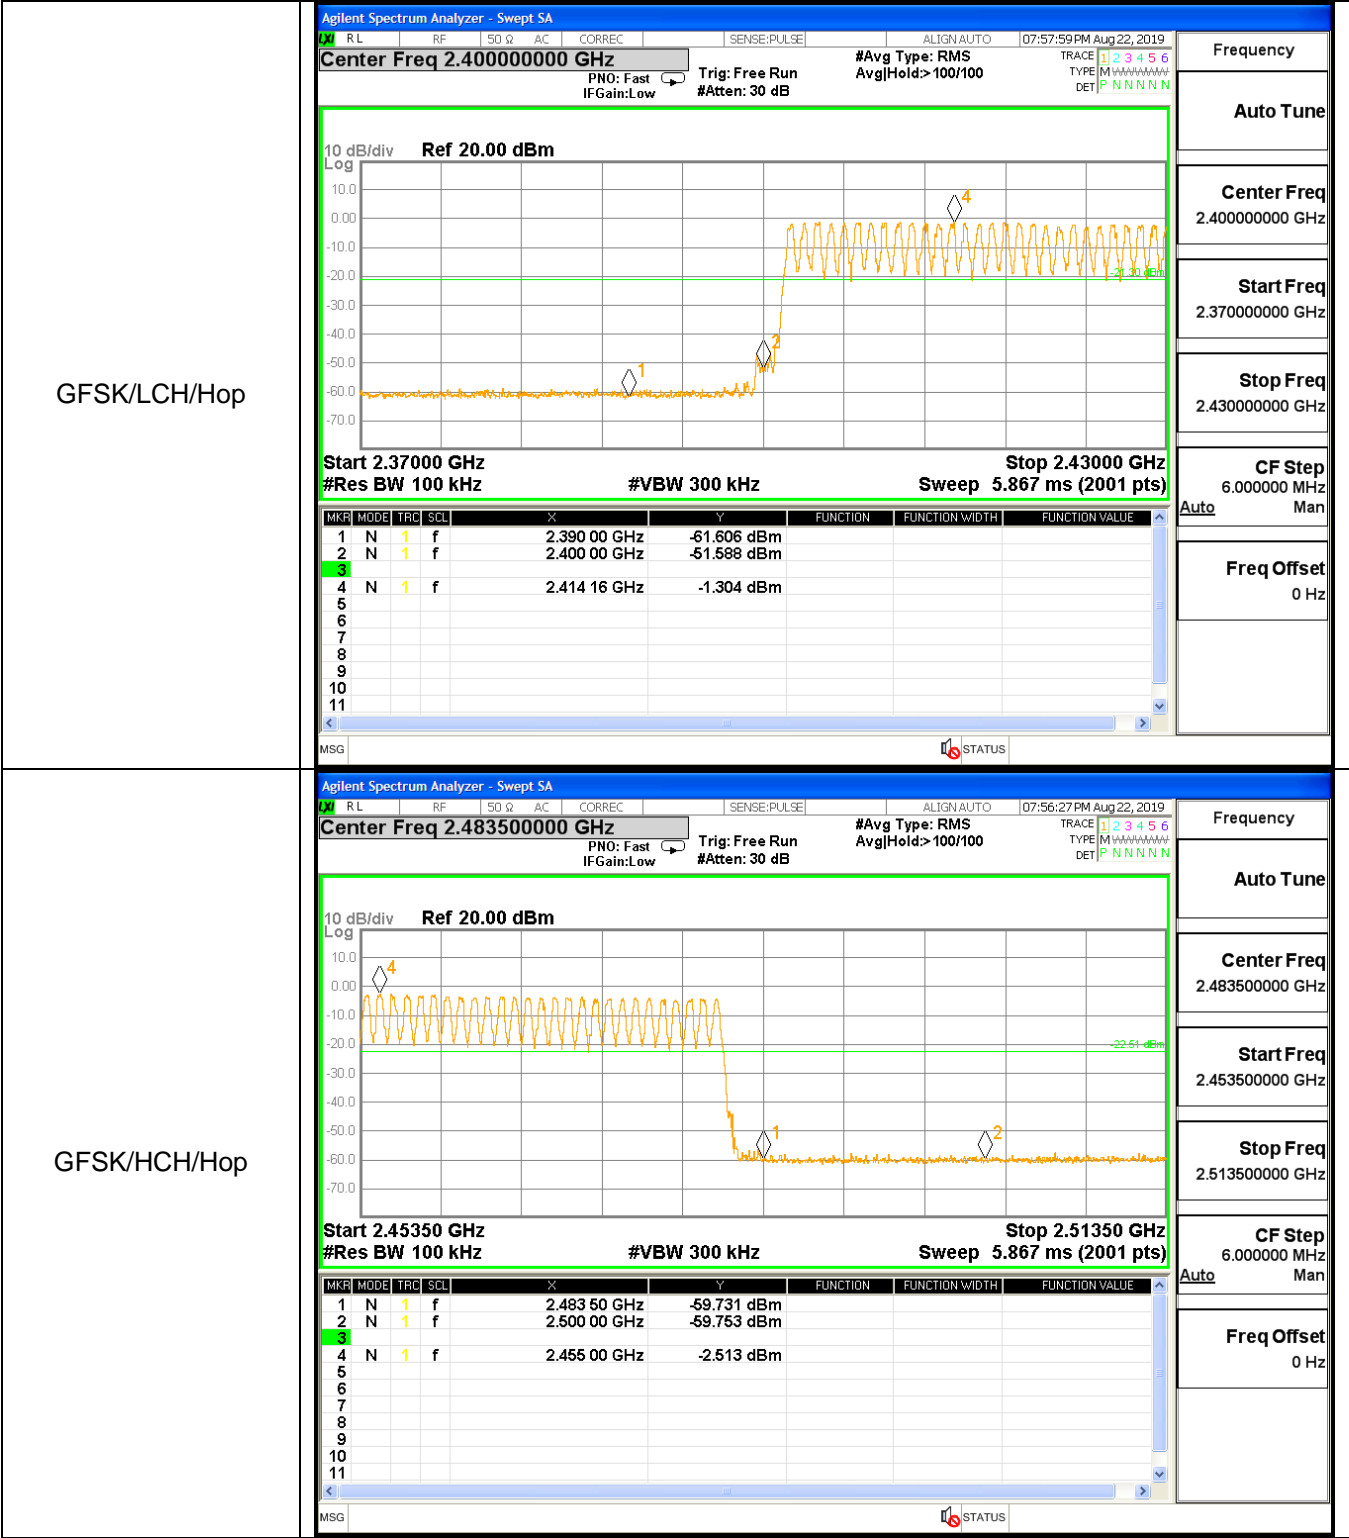 GFSK/LCH/Hop
Agilent Spectrum Analyzer - Swept SA
LXI RL RF 50 Ω AC CORREC SENSE:PULSE ALIGN AUTO 07:57:59 PM Aug 22, 2019
Center Freq 2.400000000 GHz
PNO: Fast
IFGain:Low
Trig: Free Run
#Atten: 30 dB
#Avg Type: RMS
Avg|Hold:>100/100
TRACE 1 2 3 4 5 6
TYPE M
DET P N N N N N
10 dB/div Ref 20.00 dBm
Log
10.0
0.00
-10.0
-20.0
-30.0
-40.0
-50.0
-60.0
-70.0
4
-21.30 dBm
2
1
Start 2.37000 GHz Stop 2.43000 GHz
#Res BW 100 kHz #VBW 300 kHz Sweep 5.867 ms (2001 pts)
MKR MODE TRC SCL X Y FUNCTION FUNCTION WIDTH FUNCTION VALUE
1 N 1 f 2.390 00 GHz -61.606 dBm
2 N 1 f 2.400 00 GHz -51.588 dBm
3
4 N 1 f 2.414 16 GHz -1.304 dBm
5
6
7
8
9
10
11
MSG STATUS
Frequency
Auto Tune
Center Freq
2.400000000 GHz
Start Freq
2.370000000 GHz
Stop Freq
2.430000000 GHz
CF Step
6.000000 MHz
Auto Man
Freq Offset
0 Hz
GFSK/HCH/Hop
Agilent Spectrum Analyzer - Swept SA
LXI RL RF 50 Ω AC CORREC SENSE:PULSE ALIGN AUTO 07:56:27 PM Aug 22, 2019
Center Freq 2.483500000 GHz
PNO: Fast
IFGain:Low
Trig: Free Run
#Atten: 30 dB
#Avg Type: RMS
Avg|Hold:>100/100
TRACE 1 2 3 4 5 6
TYPE M
DET P N N N N N
10 dB/div Ref 20.00 dBm
Log
10.0
0.00
-10.0
-20.0
-30.0
-40.0
-50.0
-60.0
-70.0
4
-22.51 dBm
1
2
Start 2.45350 GHz Stop 2.51350 GHz
#Res BW 100 kHz #VBW 300 kHz Sweep 5.867 ms (2001 pts)
MKR MODE TRC SCL X Y FUNCTION FUNCTION WIDTH FUNCTION VALUE
1 N 1 f 2.483 50 GHz -59.731 dBm
2 N 1 f 2.500 00 GHz -59.753 dBm
3
4 N 1 f 2.455 00 GHz -2.513 dBm
5
6
7
8
9
10
11
MSG STATUS
Frequency
Auto Tune
Center Freq
2.483500000 GHz
Start Freq
2.453500000 GHz
Stop Freq
2.513500000 GHz
CF Step
6.000000 MHz
Auto Man
Freq Offset
0 Hz